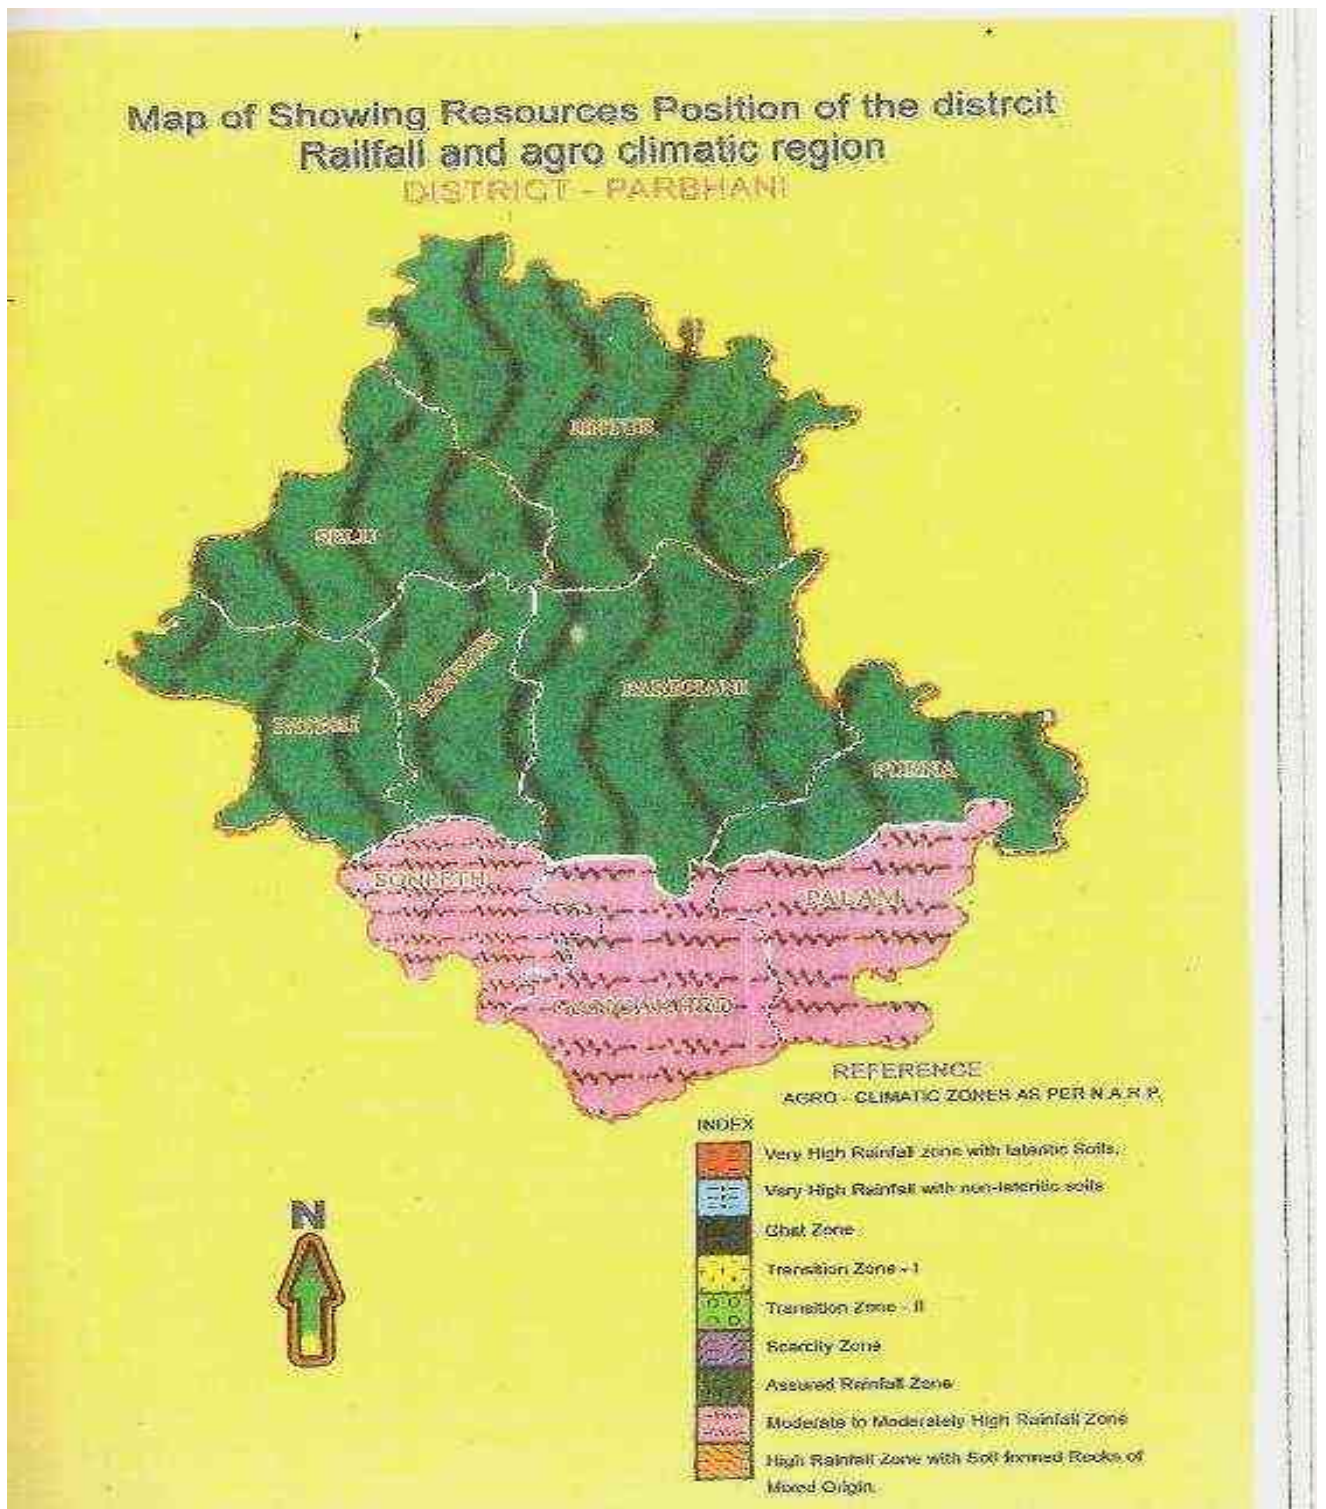 Map of Showing Resources Position of the distrcit
Railfall and agro climatic region
DISTRICT - PARBHANI
SELU
PARBHANI
PURNA
SONPETH
PALAM
GANGAKHED
REFERENCE
AGRO - CLIMATIC ZONES AS PER N.A.R.P.
INDEX
Very High Rainfall zone with lateritic Soils.
Very High Rainfall with non-lateritic soils
Ghat Zone
Transition Zone - I
Transition Zone - II
Scarcity Zone
Assured Rainfall Zone
Moderate to Moderately High Rainfall Zone
High Rainfall Zone with Soil formed Rocks of
Mixed Origin.
N